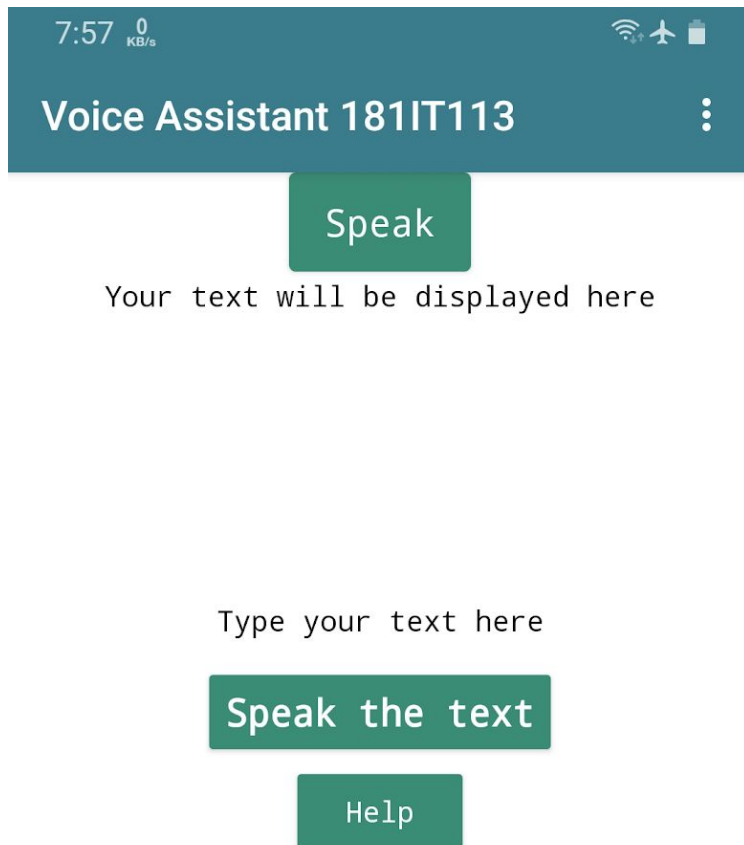 7:57 0 KB/s
Voice Assistant 181IT113
Speak
Your text will be displayed here
Type your text here
Speak the text
Help